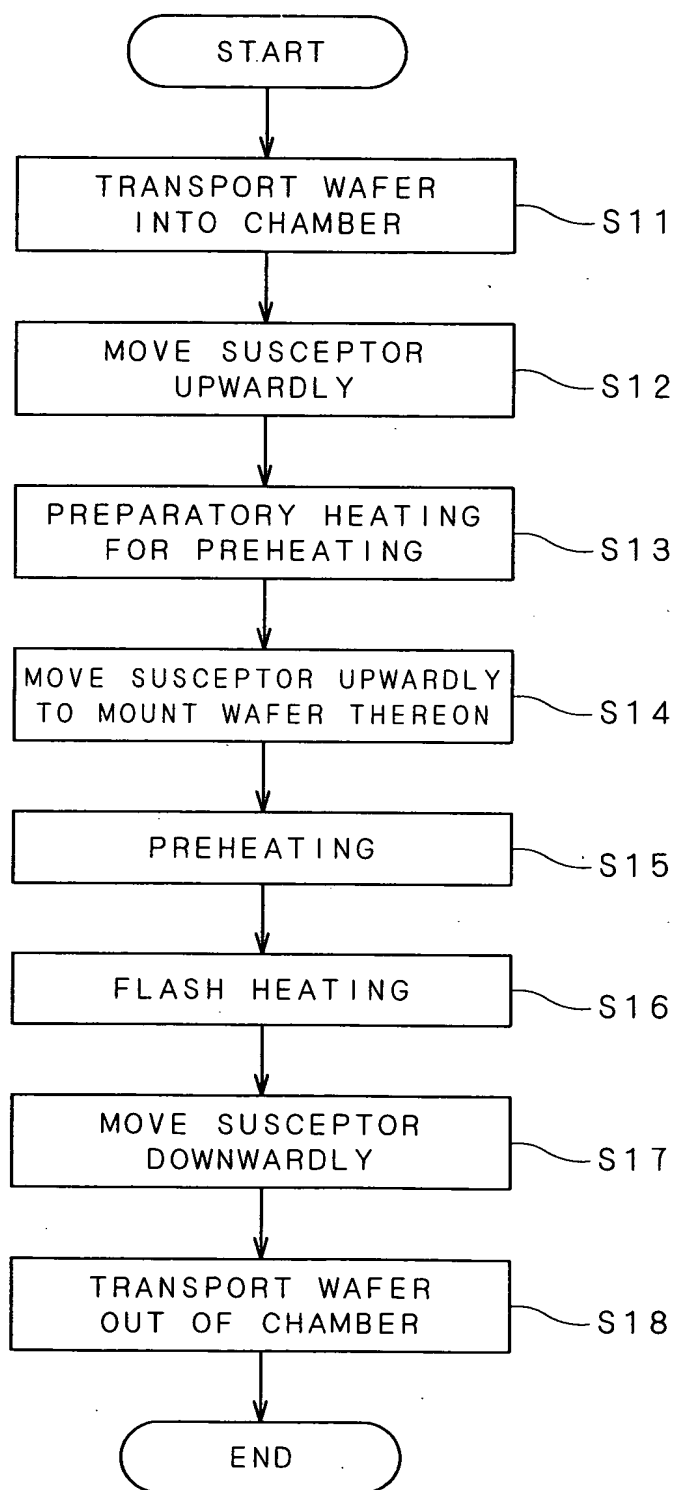 START
TRANSPORT WAFER
INTO CHAMBER
S11
MOVE SUSCEPTOR
UPWARDLY
S12
PREPARATORY HEATING
FOR PREHEATING
S13
MOVE SUSCEPTOR UPWARDLY
TO MOUNT WAFER THEREON
S14
PREHEATING
S15
FLASH HEATING
S16
MOVE SUSCEPTOR
DOWNWARDLY
S17
TRANSPORT WAFER
OUT OF CHAMBER
S18
END